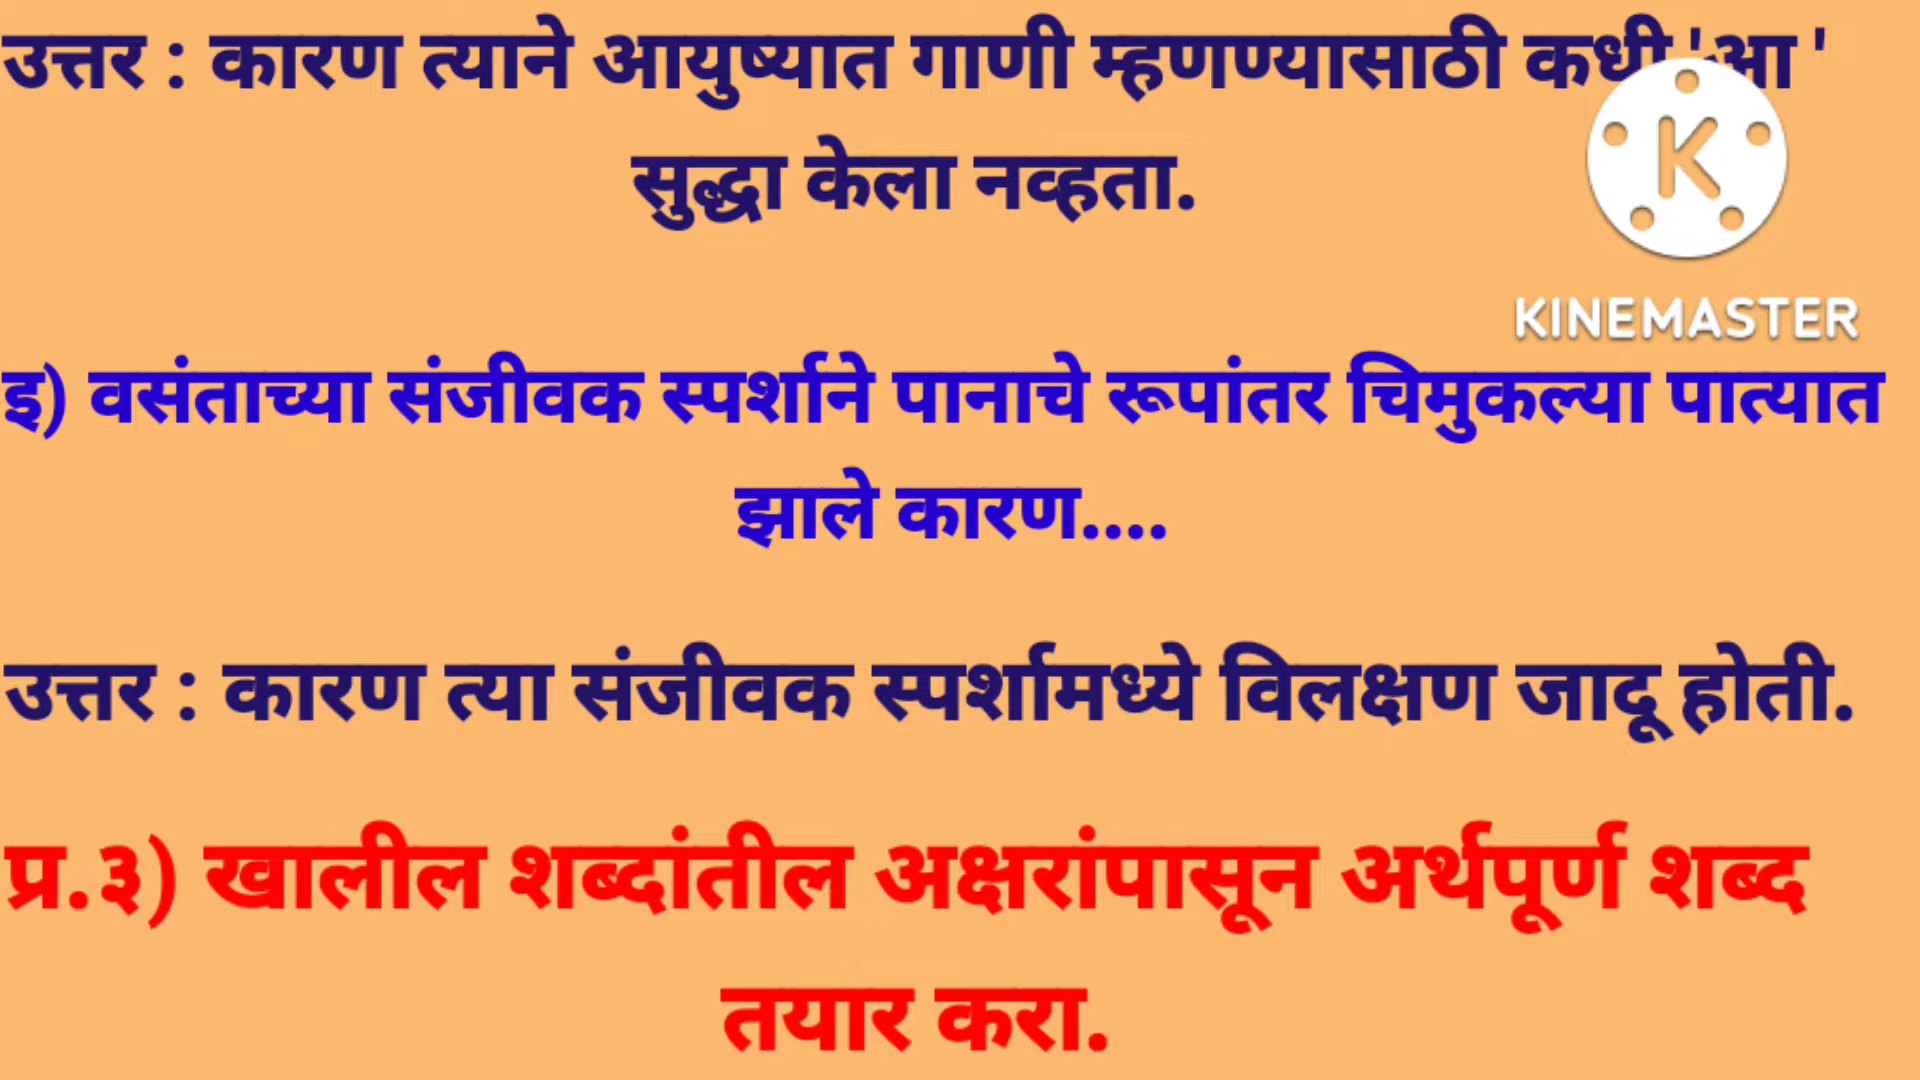 उत्तर : कारण त्याने आयुष्यात गाणी म्हणण्यासाठी कधी 'आ '
सुद्धा केला नव्हता.
KINEMASTER
इ) वसंताच्या संजीवक स्पर्शाने पानाचे रूपांतर चिमुकल्या पात्यात
झाले कारण....
उत्तर : कारण त्या संजीवक स्पर्शामध्ये विलक्षण जादू होती.
प्र.३) खालील शब्दांतील अक्षरांपासून अर्थपूर्ण शब्द
तयार करा.